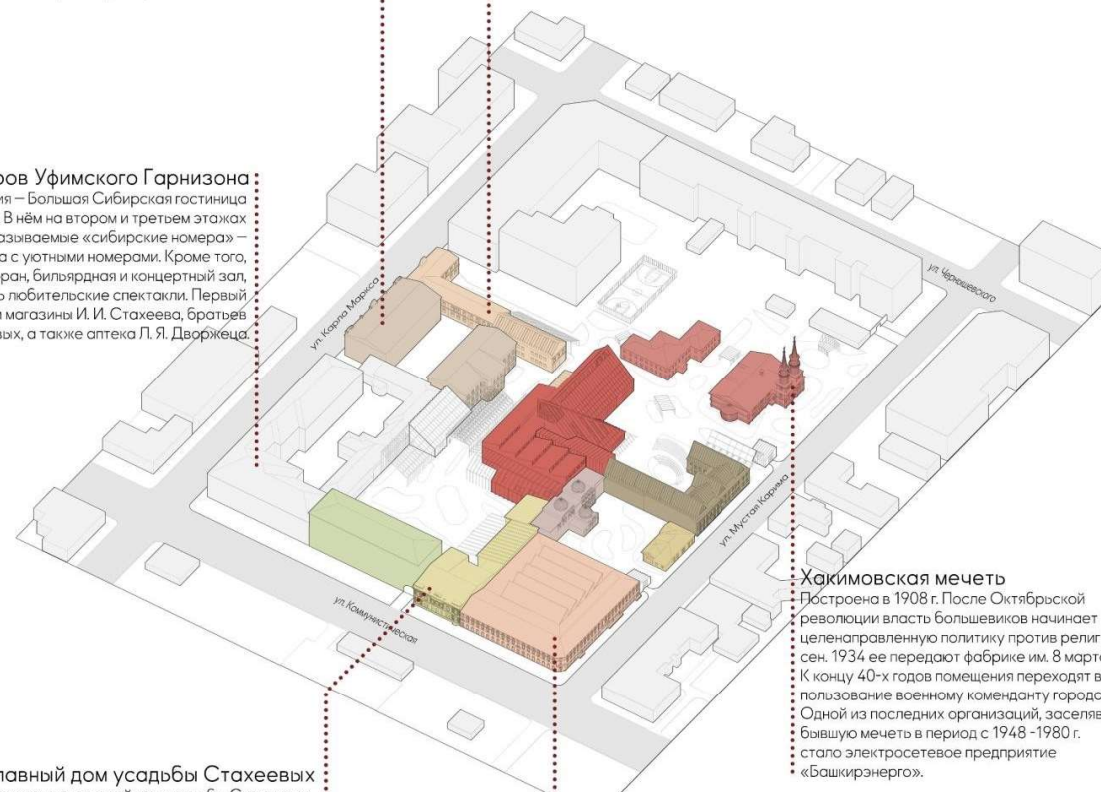 ров Уфимского Гарнизона
ия — Большая Сибирская гостиница
В нём на втором и третьем этажах
азываемые «сибирские номера» —
а с уютными номерами. Кроме того,
оран, бильярдная и концертный зал,
ь любительские спектакли. Первый
и магазины И. И. Стахеева, братьев
вых, а также аптека Л. Я. Дворжеца.
ул. Карла Маркса
ул. Чернышевского
ул. Мустая Карима
ул. Коммунистическая
Хакимовская мечеть
Построена в 1908 г. После Октябрьской
революции власть большевиков начинает
целенаправленную политику против религ
сен. 1934 ее передают фабрике им. 8 март
К концу 40-х годов помещения переходят в
пользование военному коменданту город
Одной из последних организаций, заселяв
бывшую мечеть в период с 1948 -1980 г.
стало электросетевое предприятие
«Башкирэнерго».
лавный дом усадьбы Стахеевых